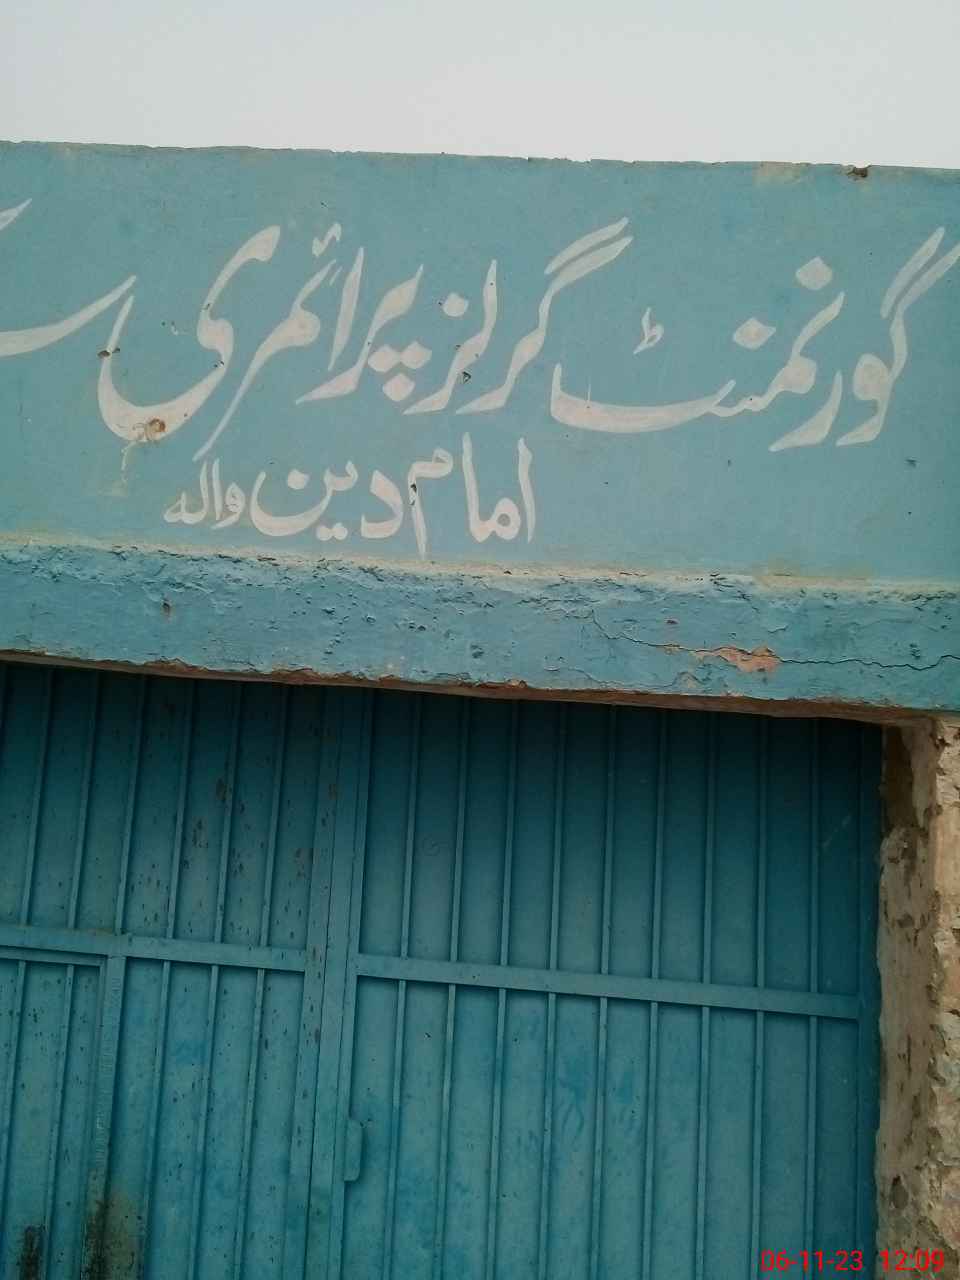 گورنمنٹ گرلز پرائمری
امام دین والہ
06-11-23 12:09